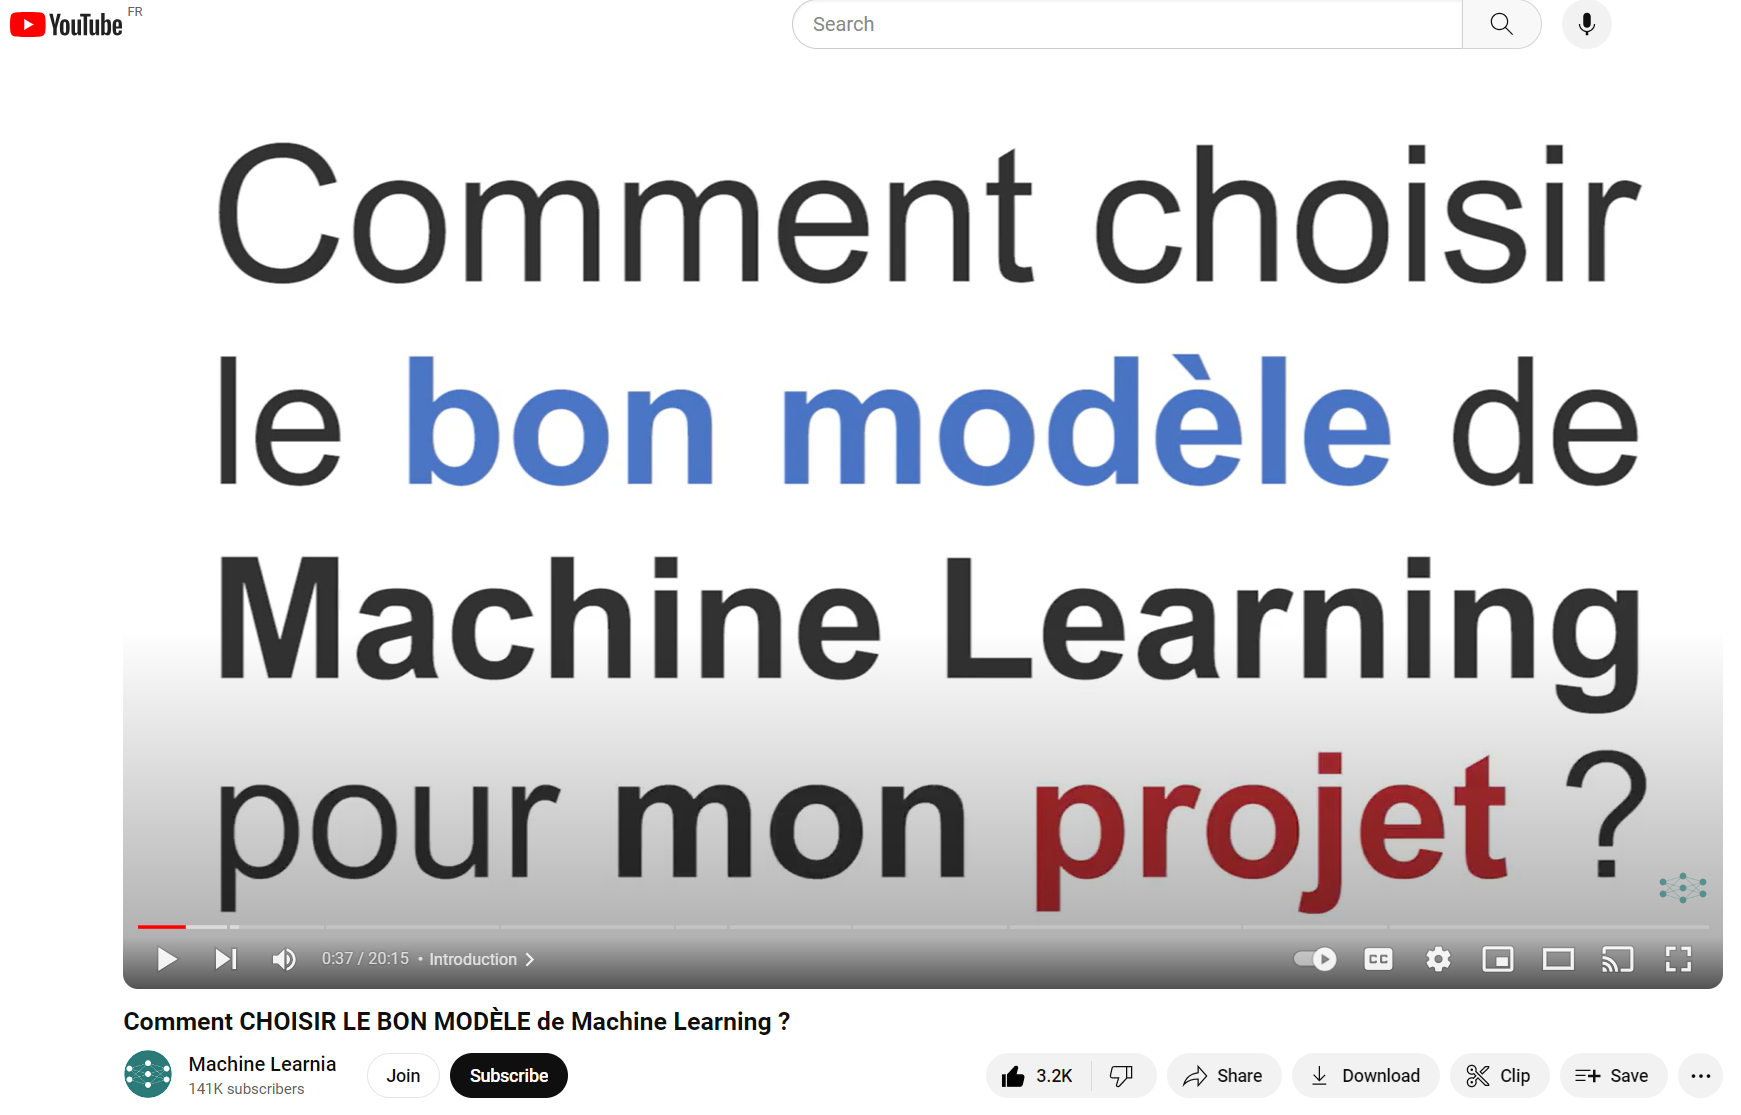 YouTube FR
Search
Comment choisir
le bon modèle de
Machine Learning
pour mon projet ?
0:37 / 20:15 • Introduction
CC
Comment CHOISIR LE BON MODÈLE de Machine Learning ?
Machine Learnia
141K subscribers
Join
Subscribe
3.2K
Share
Download
Clip
Save